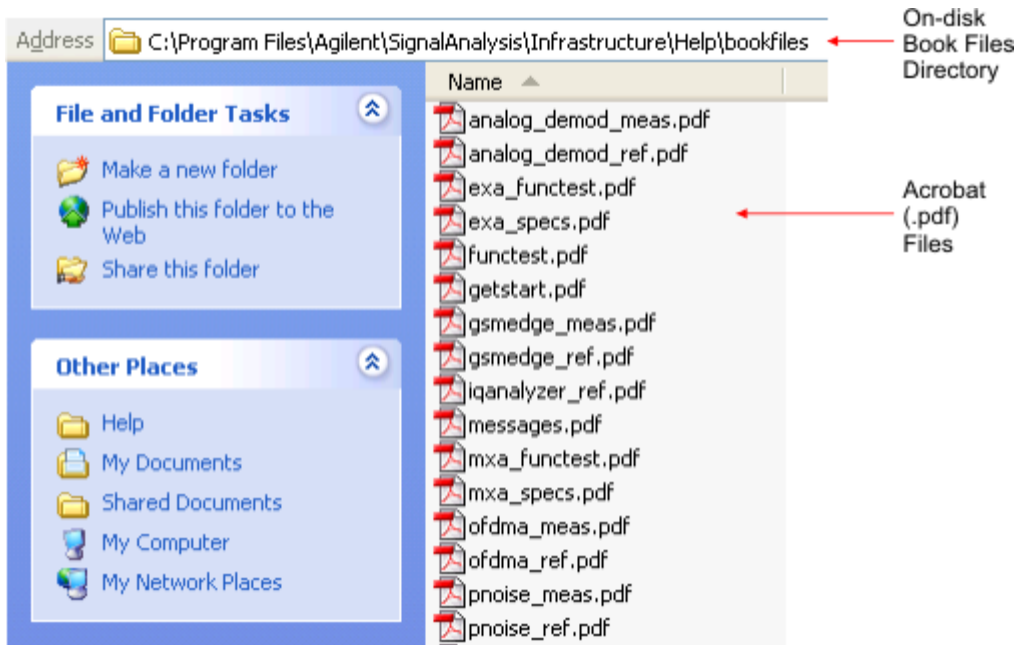 Address C:\Program Files\Agilent\SignalAnalysis\Infrastructure\Help\bookfiles
On-disk
Book Files
Directory
File and Folder Tasks
Make a new folder
Publish this folder to the
Web
Share this folder
Other Places
Help
My Documents
Shared Documents
My Computer
My Network Places
Name
analog_demod_meas.pdf
analog_demod_ref.pdf
exa_functest.pdf
exa_specs.pdf
functest.pdf
getstart.pdf
gsmedge_meas.pdf
gsmedge_ref.pdf
iqanalyzer_ref.pdf
messages.pdf
mxa_functest.pdf
mxa_specs.pdf
ofdma_meas.pdf
ofdma_ref.pdf
pnoise_meas.pdf
pnoise_ref.pdf
Acrobat
(.pdf)
Files